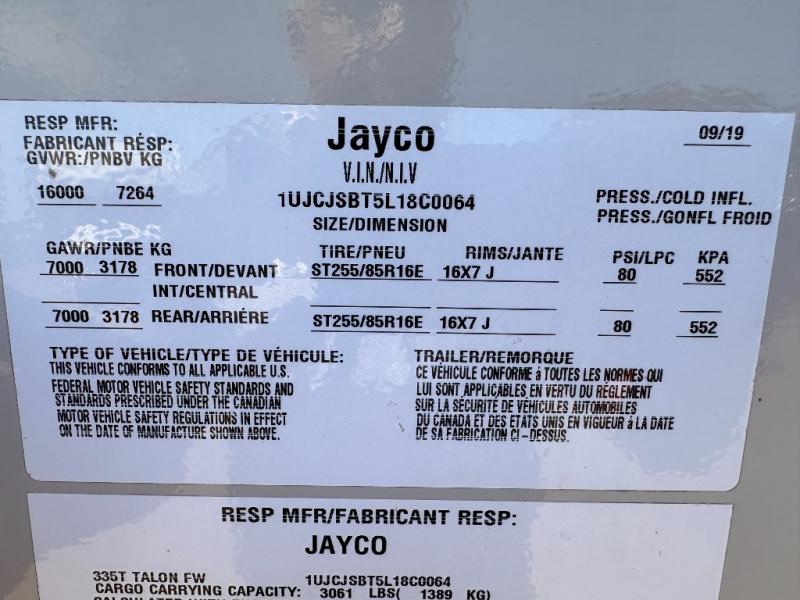 RESP MFR: Jayco 09/19
FABRICANT RÉSP:
GVWR:/PNBV KG V.I.N./N.I.V
16000 7264 1UJCJSBT5L18C0064 PRESS./COLD INFL.
SIZE/DIMENSION PRESS./GONFL FROID
GAWR/PNBE KG TIRE/PNEU RIMS/JANTE PSI/LPC KPA
7000 3178 FRONT/DEVANT ST255/85R16E 16X7 J 80 552
INT/CENTRAL
7000 3178 REAR/ARRIÉRE ST255/85R16E 16X7 J 80 552
TYPE OF VEHICLE/TYPE DE VÉHICULE: TRAILER/REMORQUE
THIS VEHICLE CONFORMS TO ALL APPLICABLE U.S.
FEDERAL MOTOR VEHICLE SAFETY STANDARDS AND
STANDARDS PRESCRIBED UNDER THE CANADIAN
MOTOR VEHICLE SAFETY REGULATIONS IN EFFECT
ON THE DATE OF MANUFACTURE SHOWN ABOVE.
CE VÉHICULE CONFORME à TOUTES LES NORMES QUI
LUI SONT APPLICABLES EN VERTU DU RÉGLEMENT
SUR LA SÉCURITÉ DE VÉHICULES AUTOMOBILES
DU CANADA ET DES ETATS UNIS EN VIGUEUR á LA DATE
DE SA FABRICATION CI-DESSUS.
RESP MFR/FABRICANT RESP:
JAYCO
335T TALON FW 1UJCJSBT5L18C0064
CARGO CARRYING CAPACITY: 3061 LBS( 1389 KG)